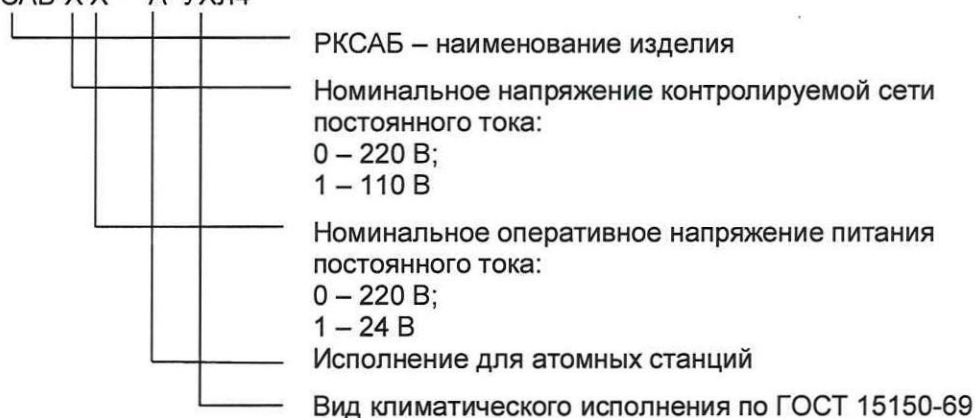 РКСАБ – наименование изделия
Номинальное напряжение контролируемой сети
постоянного тока:
0 – 220 В;
1 – 110 В
Номинальное оперативное напряжение питания
постоянного тока:
0 – 220 В;
1 – 24 В
Исполнение для атомных станций
Вид климатического исполнения по ГОСТ 15150-69